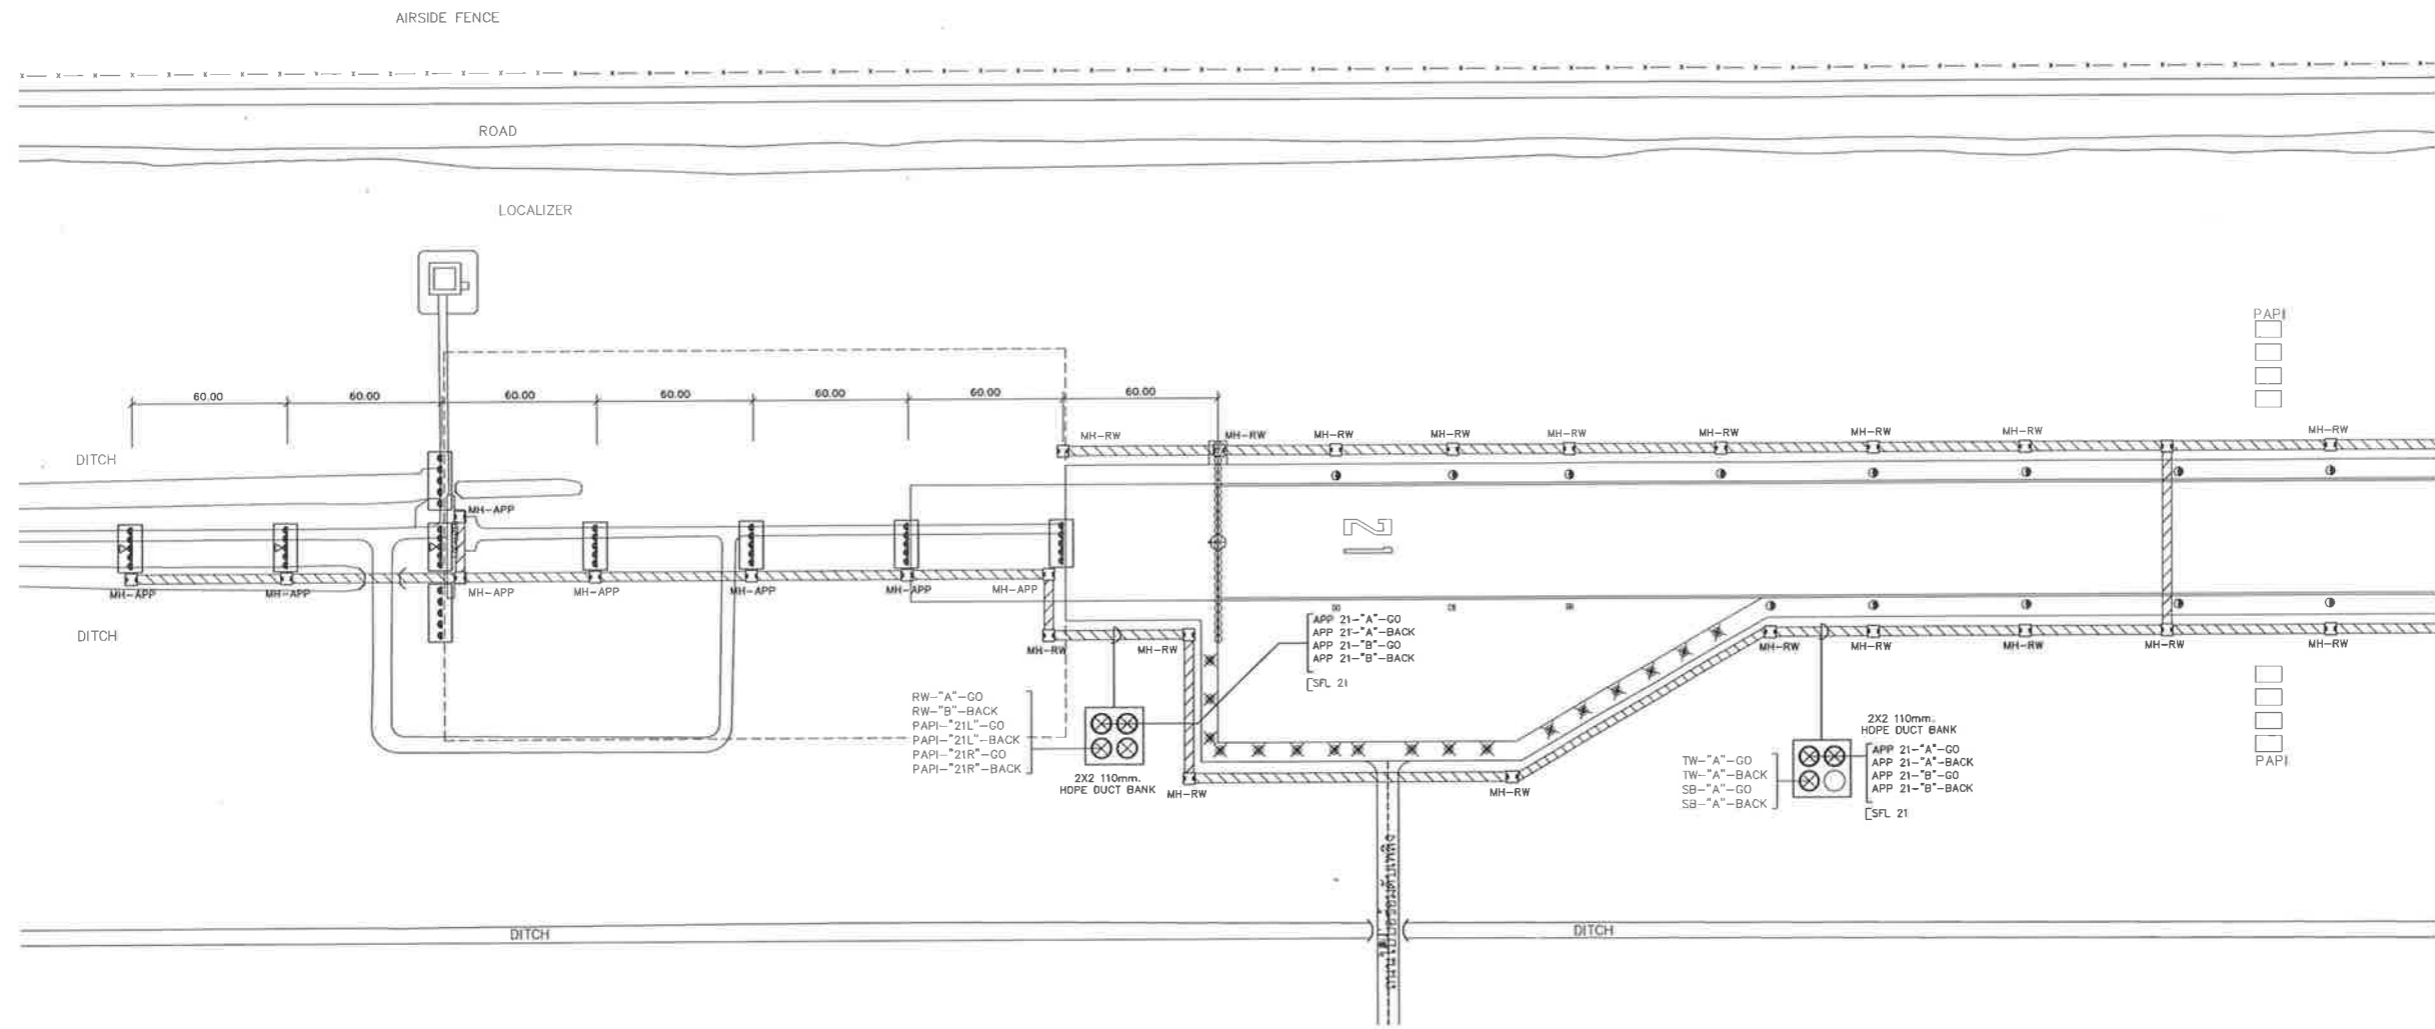 AIRSIDE FENCE
ROAD
LOCALIZER
PAPI
60.00 60.00 60.00 60.00 60.00 60.00 60.00
MH-RW MH-RW MH-RW MH-RW MH-RW MH-RW MH-RW MH-RW MH-RW
DITCH
MH-APP
21
MH-APP MH-APP MH-APP MH-APP MH-APP MH-APP MH-APP
DITCH
MH-RW MH-RW MH-RW MH-RW MH-RW MH-RW MH-RW
APP 21-"A"-GO
APP 21-"A"-BACK
APP 21-"B"-GO
APP 21-"B"-BACK
SFL 21
RW-"A"-GO
RW-"B"-BACK
PAPI-"21L"-GO
PAPI-"21L"-BACK
PAPI-"21R"-GO
PAPI-"21R"-BACK
2X2 110mm.
HDPE DUCT BANK
MH-RW MH-RW
2X2 110mm.
HDPE DUCT BANK
TW-"A"-GO
TW-"A"-BACK
SB-"A"-GO
SB-"A"-BACK
APP 21-"A"-GO
APP 21-"A"-BACK
APP 21-"B"-GO
APP 21-"B"-BACK
SFL 21
PAPI
DITCH
DITCH